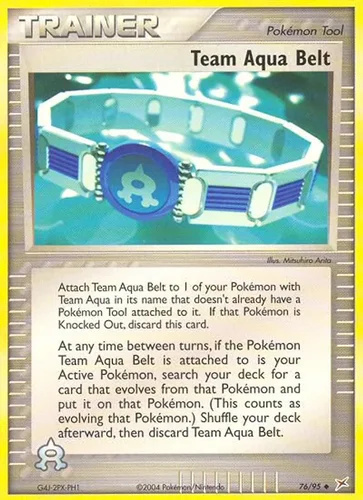 TRAINER
Pokémon Tool
Team Aqua Belt
Illus. Mitsuhiro Arita
Attach Team Aqua Belt to 1 of your Pokémon with
Team Aqua in its name that doesn't already have a
Pokémon Tool attached to it. If that Pokémon is
Knocked Out, discard this card.
At any time between turns, if the Pokémon
Team Aqua Belt is attached to is your
Active Pokémon, search your deck for a
card that evolves from that Pokémon and
put it on that Pokémon. (This counts as
evolving that Pokémon.) Shuffle your deck
afterward, then discard Team Aqua Belt.
G4J-2PX-PH1
©2004 Pokémon/Nintendo
76/95 ◆